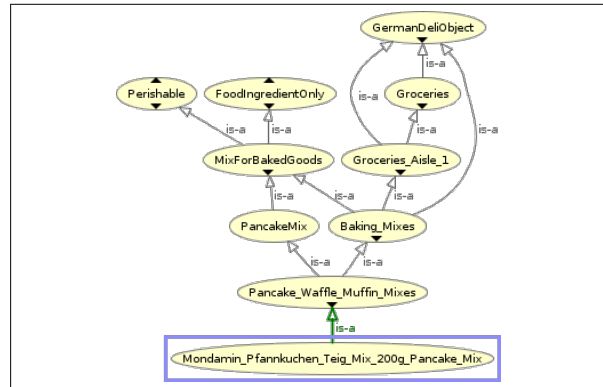 GermanDeliObject
is-a
Perishable
FoodIngredientOnly
Groceries
is-a
is-a
is-a
is-a
MixForBakedGoods
Groceries_Aisle_1
is-a
is-a
is-a
PancakeMix
Baking_Mixes
is-a
is-a
Pancake_Waffle_Muffin_Mixes
is-a
Mondamin_Pfannkuchen_Teig_Mix_200g_Pancake_Mix